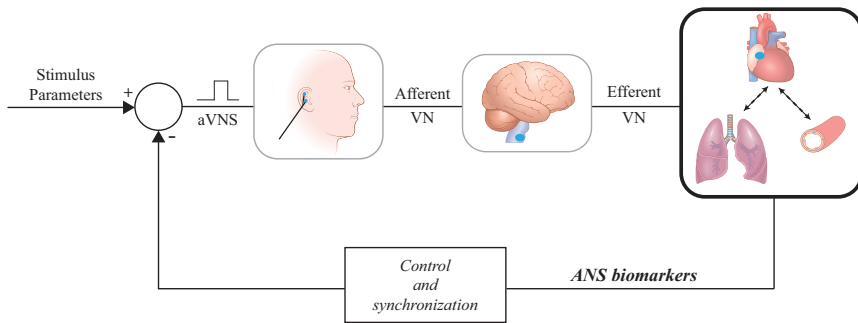 Stimulus
Parameters
+
-
aVNS
Afferent
VN
Efferent
VN
Control
and
synchronization
ANS biomarkers